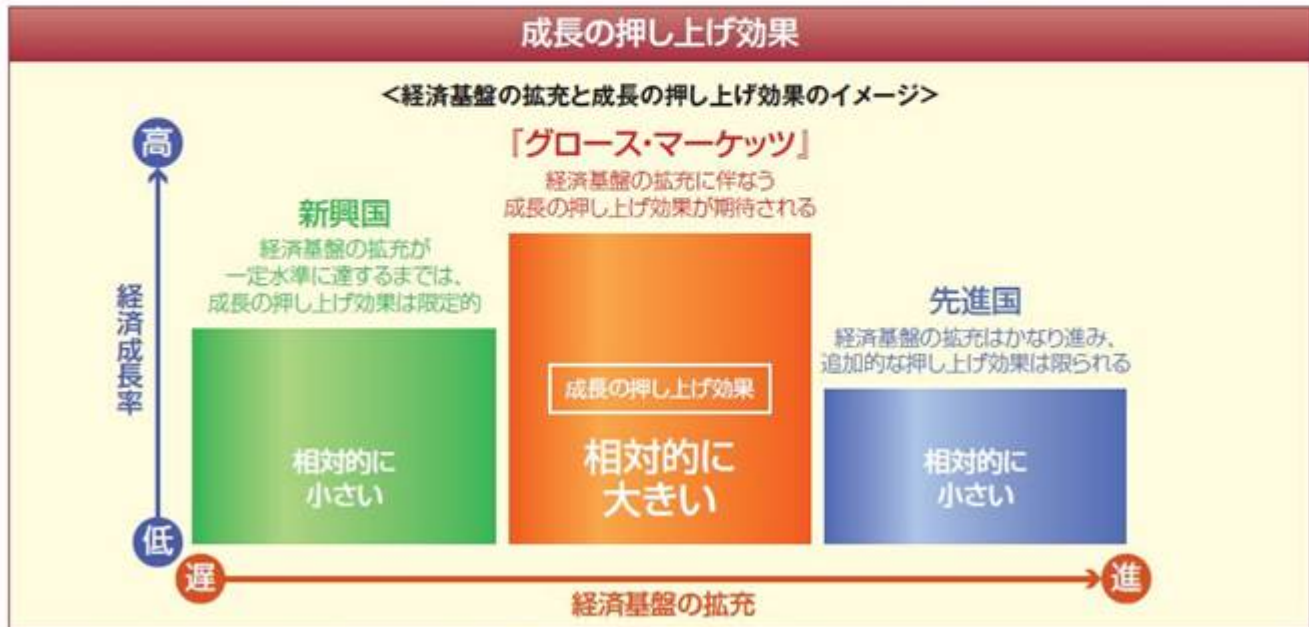 成長の押し上げ効果
<経済基盤の拡充と成長の押し上げ効果のイメージ>
高
『グロース・マーケッツ』
経済基盤の拡充に伴なう
成長の押し上げ効果が期待される
新興国
経済基盤の拡充が
一定水準に達するまでは、
成長の押し上げ効果は限定的
先進国
経済基盤の拡充はかなり進み、
追加的な押し上げ効果は限られる
経済成長率
成長の押し上げ効果
相対的に
小さい
相対的に
大きい
相対的に
小さい
低
遅
進
経済基盤の拡充